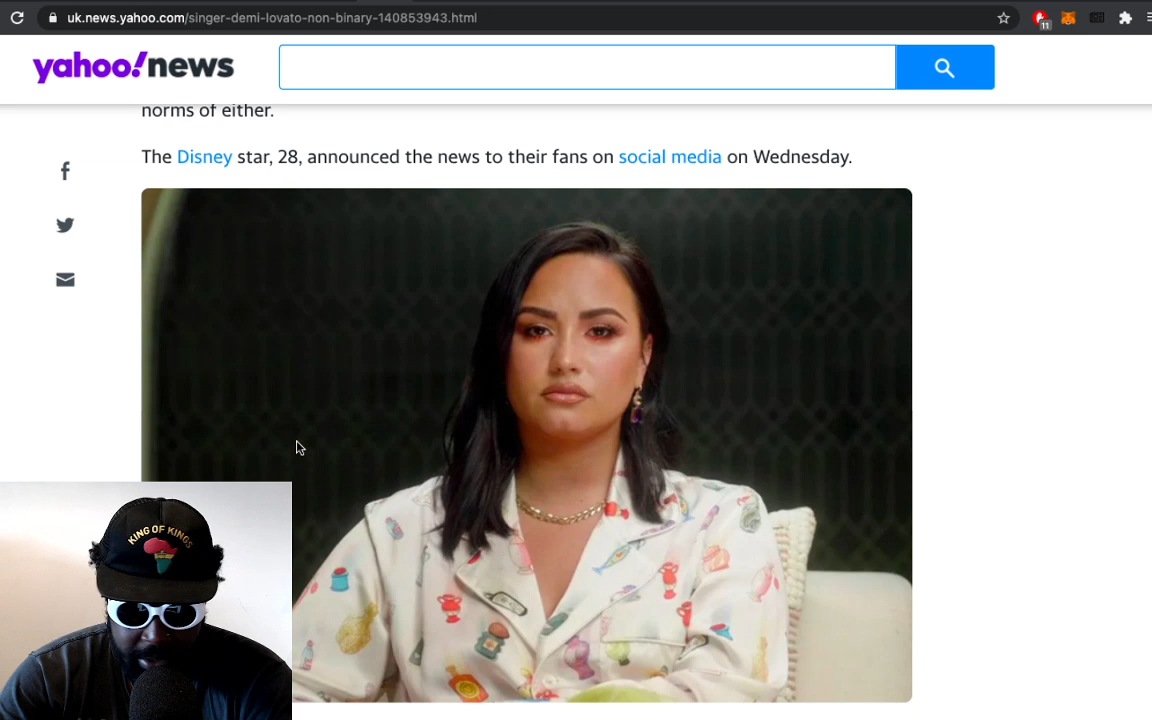 uk.news.yahoo.com/singer-demi-lovato-non-binary-140853943.html
11
yahoo!news
norms of either.
The Disney star, 28, announced the news to their fans on social media on Wednesday.
KING OF KINGS